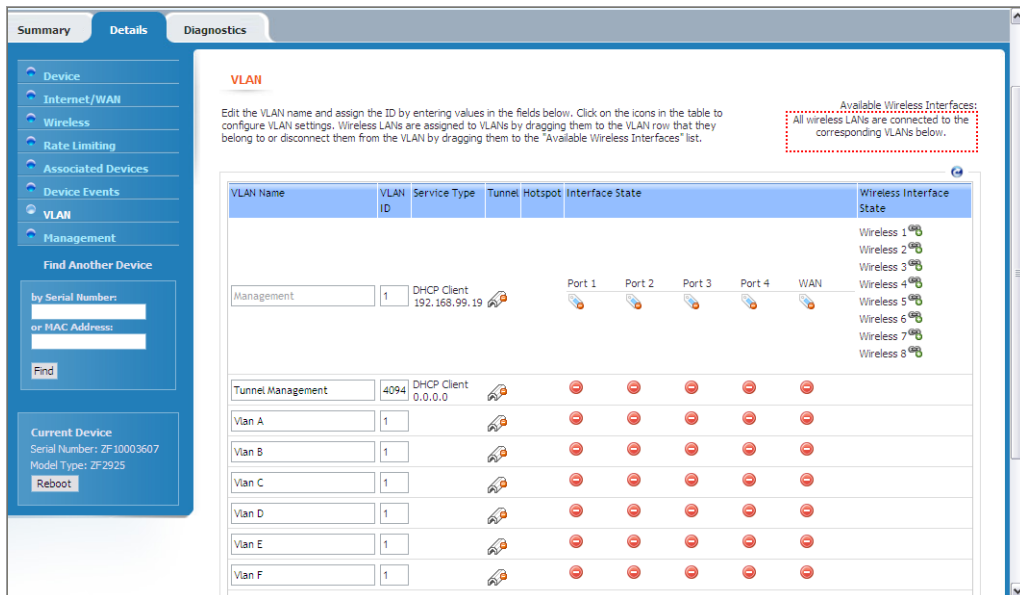 Summary Details Diagnostics
Device
Internet/WAN
Wireless
Rate Limiting
Associated Devices
Device Events
VLAN
Management
Find Another Device
by Serial Number:
or MAC Address:
Find
Current Device
Serial Number: ZF10003607
Model Type: ZF2925
Reboot
VLAN
Edit the VLAN name and assign the ID by entering values in the fields below. Click on the icons in the table to
configure VLAN settings. Wireless LANs are assigned to VLANs by dragging them to the VLAN row that they
belong to or disconnect them from the VLAN by dragging them to the "Available Wireless Interfaces" list.
Available Wireless Interfaces:
All wireless LANs are connected to the
corresponding VLANs below.
VLAN Name VLAN ID Service Type Tunnel Hotspot Interface State Wireless Interface State
Management 1 DHCP Client 192.168.99.19 Port 1 Port 2 Port 3 Port 4 WAN
Wireless 1
Wireless 2
Wireless 3
Wireless 4
Wireless 5
Wireless 6
Wireless 7
Wireless 8
Tunnel Management 4094 DHCP Client 0.0.0.0
Vlan A 1
Vlan B 1
Vlan C 1
Vlan D 1
Vlan E 1
Vlan F 1